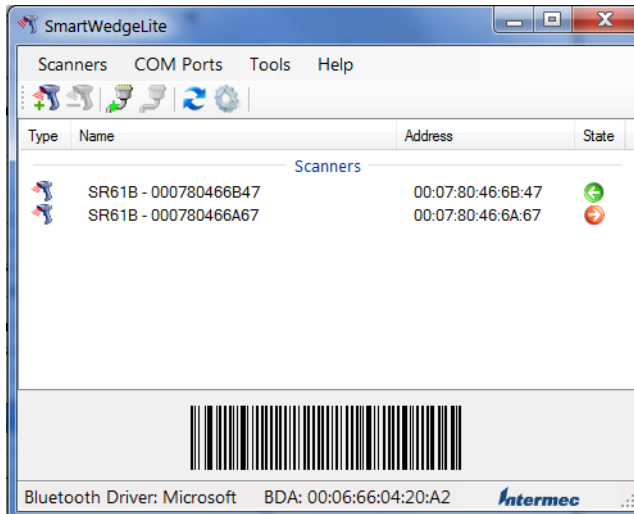 SmartWedgeLite
Scanners COM Ports Tools Help
Type Name Address State
Scanners
SR61B - 000780466B47 00:07:80:46:6B:47
SR61B - 000780466A67 00:07:80:46:6A:67
Bluetooth Driver: Microsoft BDA: 00:06:66:04:20:A2 Intermec